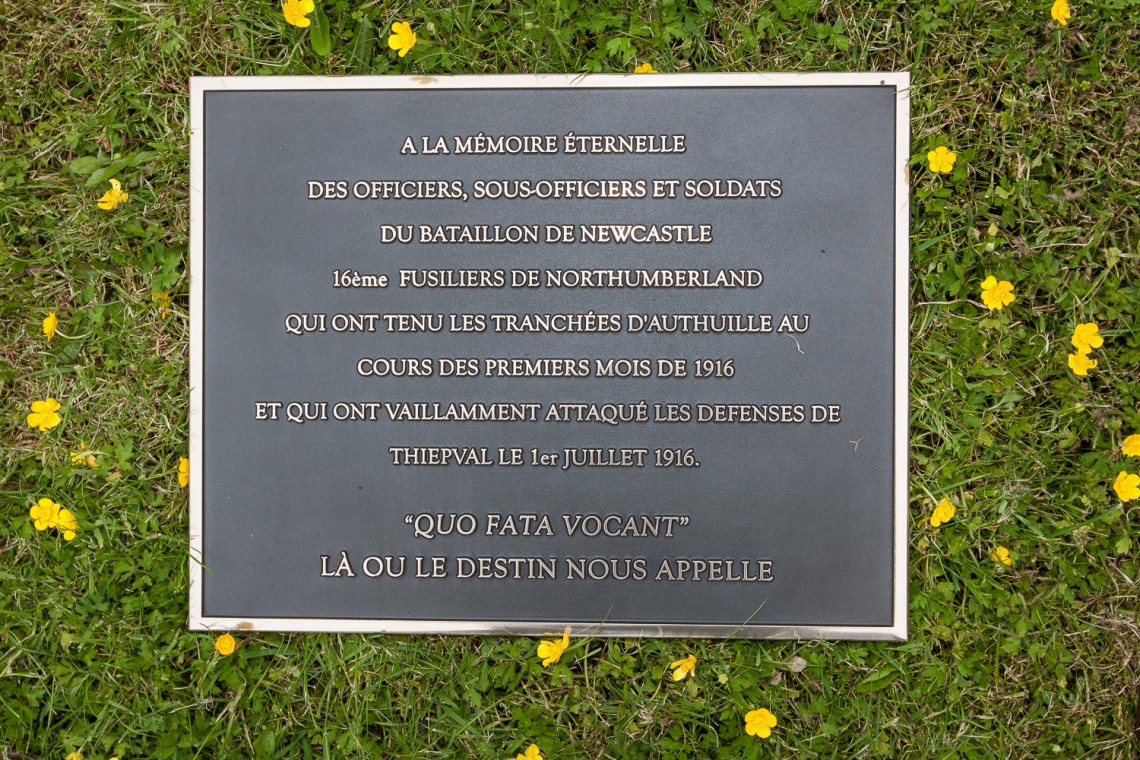 A LA MÉMOIRE ÉTERNELLE
DES OFFICIERS, SOUS-OFFICIERS ET SOLDATS
DU BATAILLON DE NEWCASTLE
16ème FUSILIERS DE NORTHUMBERLAND
QUI ONT TENU LES TRANCHÉES D'AUTHUILLE AU
COURS DES PREMIERS MOIS DE 1916
ET QUI ONT VAILLAMMENT ATTAQUÉ LES DEFENSES DE
THIEPVAL LE 1er JUILLET 1916.
“QUO FATA VOCANT”
LÀ OU LE DESTIN NOUS APPELLE